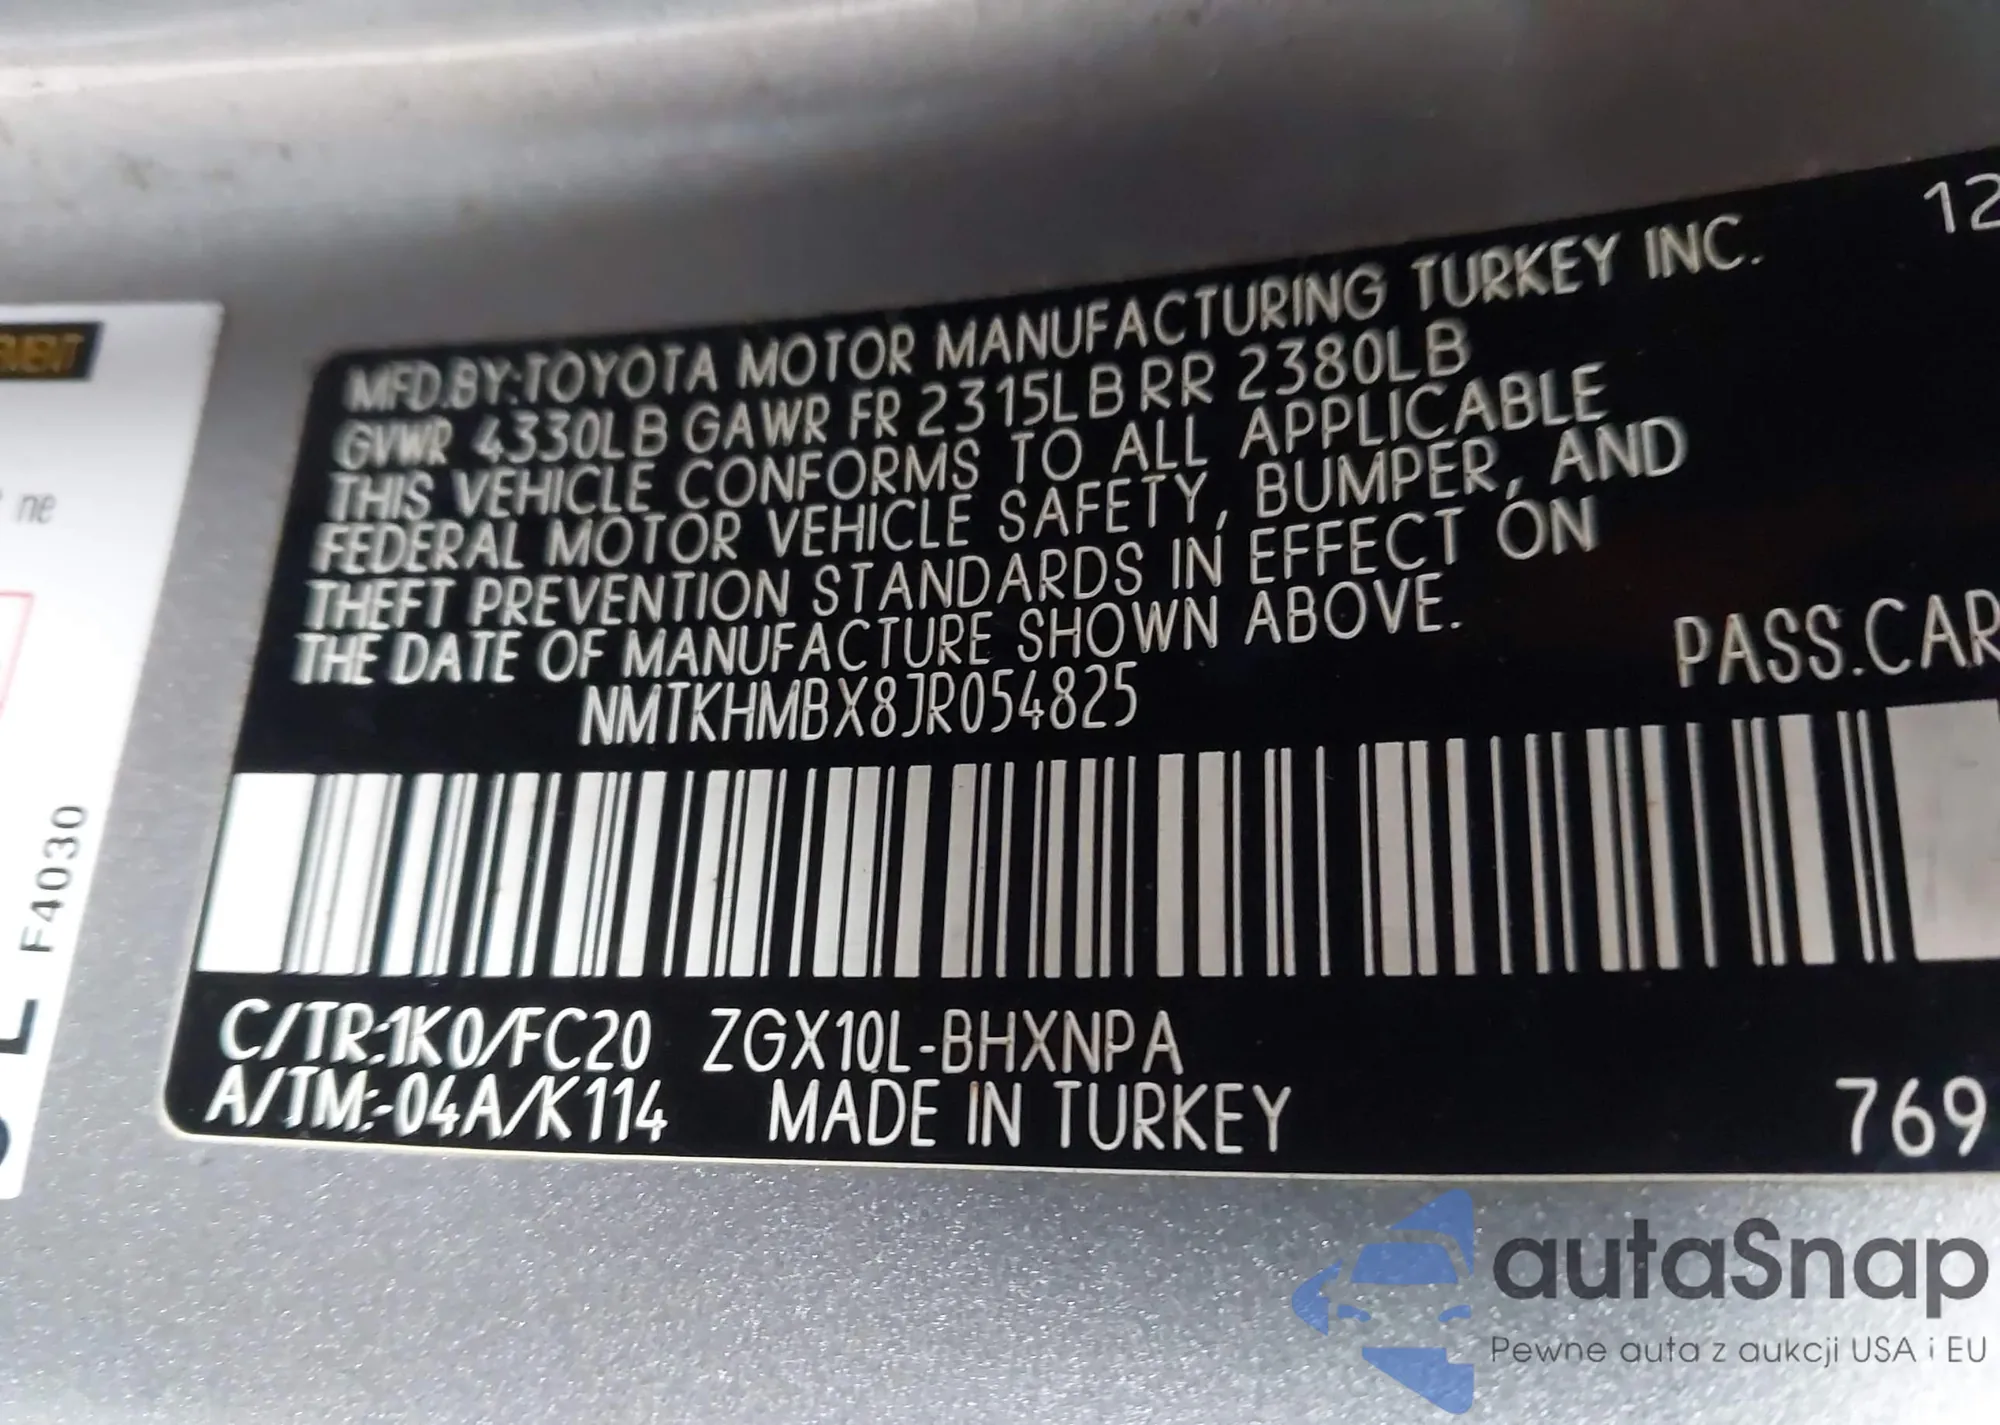 MFD.BY:TOYOTA MOTOR MANUFACTURING TURKEY INC. 12
GVWR 4330LB GAWR FR 2315LB RR 2380LB
THIS VEHICLE CONFORMS TO ALL APPLICABLE
FEDERAL MOTOR VEHICLE SAFETY, BUMPER, AND
THEFT PREVENTION STANDARDS IN EFFECT ON
THE DATE OF MANUFACTURE SHOWN ABOVE.
NMTKHMBX8JR054825 PASS.CAR
C/TR:1K0/FC20 ZGX10L-BHXNPA
A/TM:-04A/K114 MADE IN TURKEY 769
ne
F4030
autaSnap
Pewne auta z aukcji USA i EU